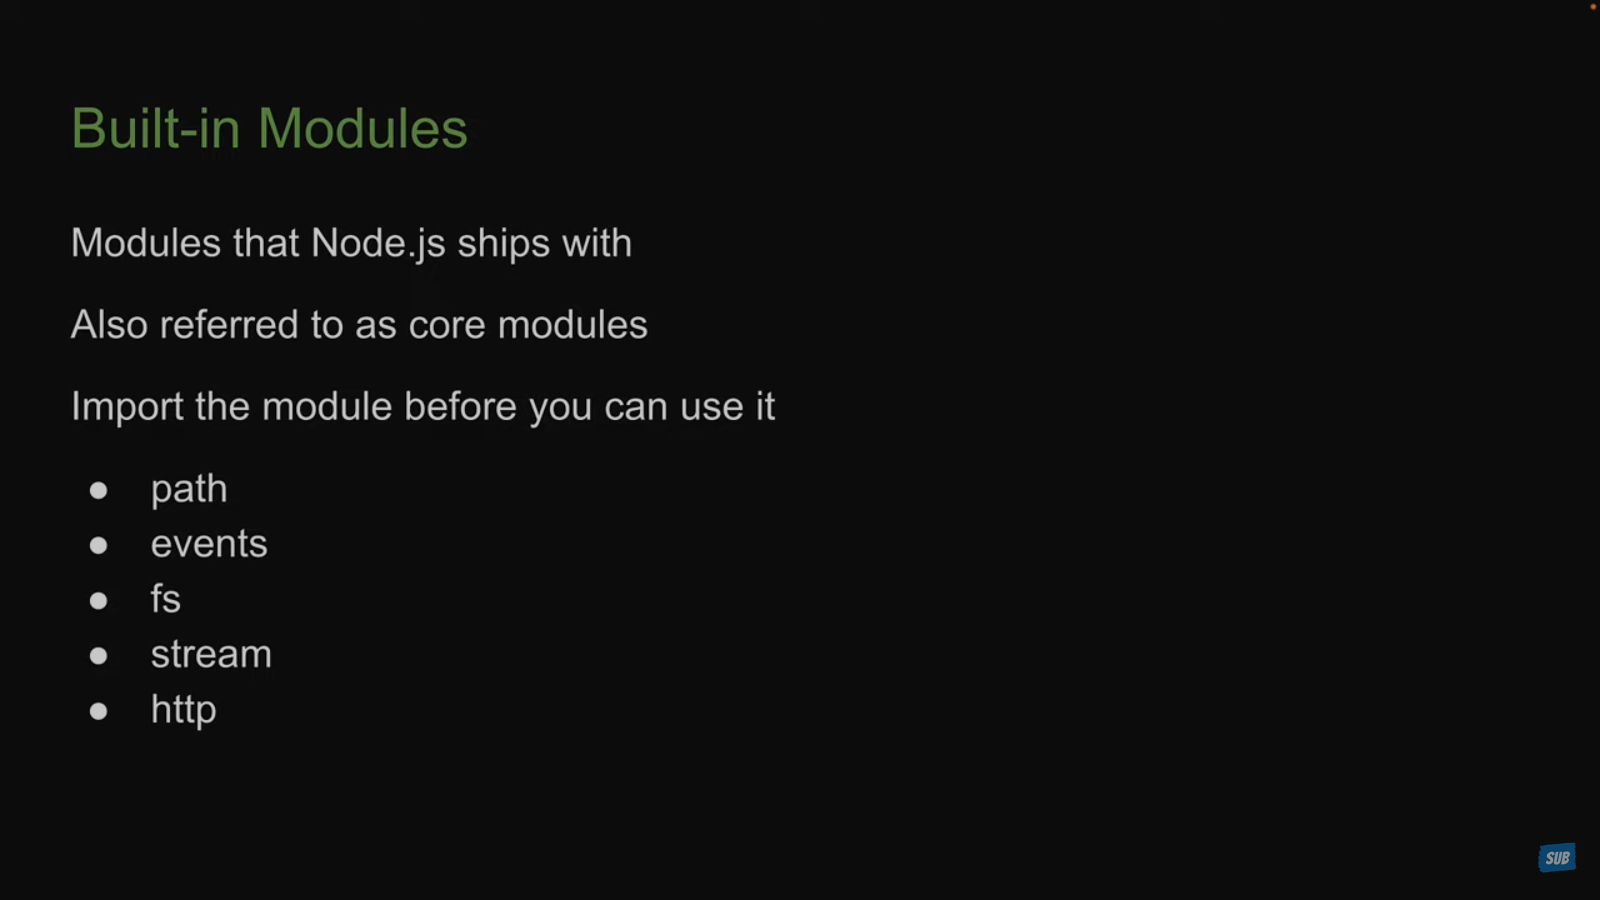 Built-in Modules
Modules that Node.js ships with
Also referred to as core modules
Import the module before you can use it
● path
● events
● fs
● stream
● http
SUB